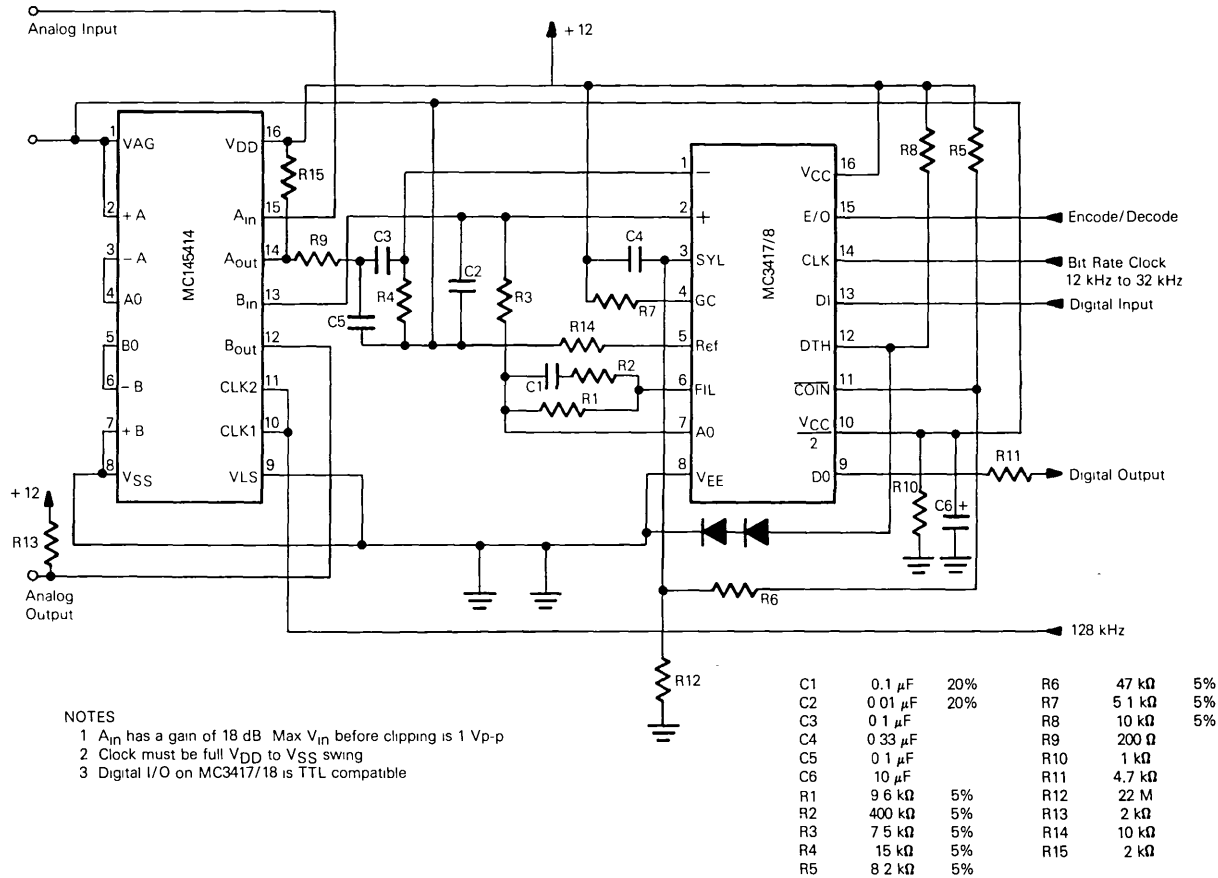 Analog Input
+ 12
MC145414
1 VAG
2 + A
3 – A
4 A0
5 B0
6 – B
7 + B
8 VSS
VDD 16
Ain 15
Aout 14
Bin 13
Bout 12
CLK2 11
CLK1 10
VLS 9
R15
R9
C3
C5
R4
C2
R3
C4
R7
R14
C1
R2
R1
MC3417/8
1 –
2 +
3 SYL
4 GC
5 Ref
6 FIL
7 A0
8 VEE
VCC 16
E/O 15
CLK 14
DI 13
DTH 12
COIN 11
VCC/2 10
D0 9
R8
R5
Encode/Decode
Bit Rate Clock
12 kHz to 32 kHz
Digital Input
R11
Digital Output
R10
C6 +
R6
R12
128 kHz
+ 12
R13
Analog
Output
NOTES
1 Ain has a gain of 18 dB Max Vin before clipping is 1 Vp-p
2 Clock must be full VDD to VSS swing
3 Digital I/O on MC3417/18 is TTL compatible
C1 0.1 μF 20%
C2 0 01 μF 20%
C3 0 1 μF
C4 0 33 μF
C5 0 1 μF
C6 10 μF
R1 9 6 kΩ 5%
R2 400 kΩ 5%
R3 7 5 kΩ 5%
R4 15 kΩ 5%
R5 8 2 kΩ 5%
R6 47 kΩ 5%
R7 5 1 kΩ 5%
R8 10 kΩ 5%
R9 200 Ω
R10 1 kΩ
R11 4.7 kΩ
R12 22 M
R13 2 kΩ
R14 10 kΩ
R15 2 kΩ